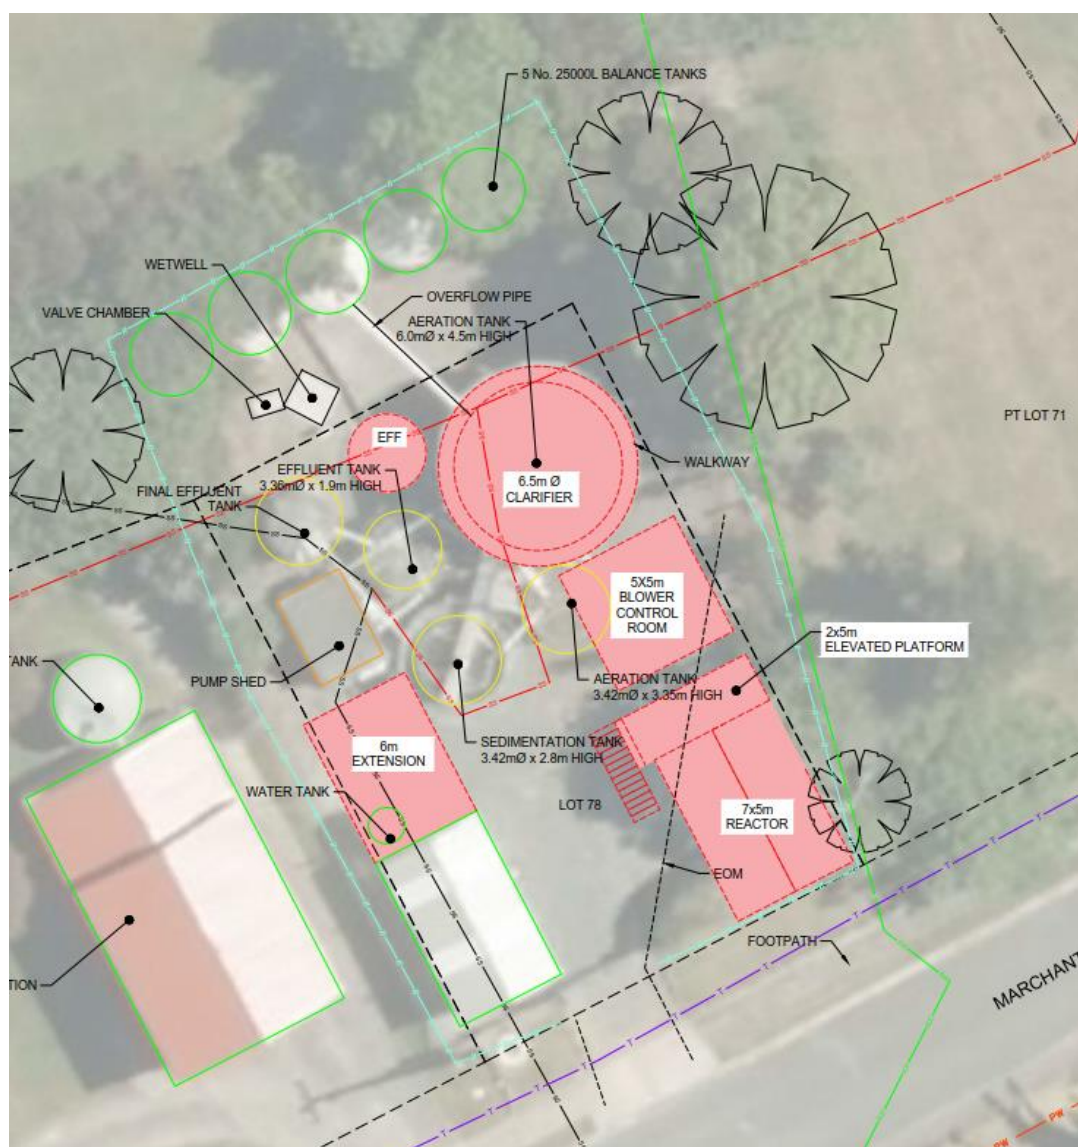 5 No. 25000L BALANCE TANKS
WETWELL
VALVE CHAMBER
OVERFLOW PIPE
AERATION TANK
6.0mØ x 4.5m HIGH
PT LOT 71
EFF
WALKWAY
EFFLUENT TANK
3.36mØ x 1.9m HIGH
6.5m Ø
CLARIFIER
FINAL EFFLUENT
TANK
5X5m
BLOWER
CONTROL
ROOM
2x5m
ELEVATED PLATFORM
TANK
PUMP SHED
AERATION TANK
3.42mØ x 3.35m HIGH
6m
EXTENSION
SEDIMENTATION TANK
3.42mØ x 2.8m HIGH
WATER TANK
LOT 78
7x5m
REACTOR
EOM
FOOTPATH
TION
MARCHANT
T
T
T
T
T
T
PW
PW